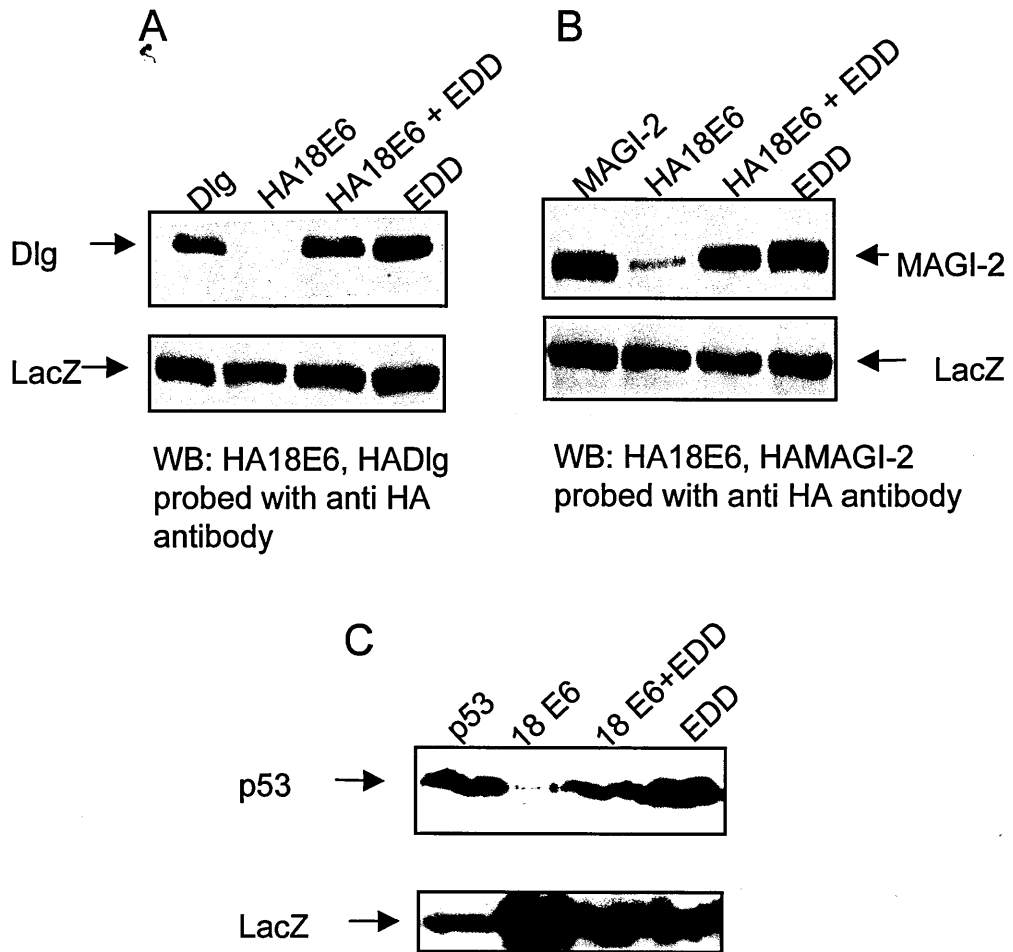 A
Dlg
HA18E6
HA18E6 + EDD
EDD
Dlg
LacZ
WB: HA18E6, HADlg
probed with anti HA
antibody
B
MAGI-2
HA18E6
HA18E6 + EDD
EDD
MAGI-2
LacZ
WB: HA18E6, HAMAGI-2
probed with anti HA antibody
C
p53
18 E6
18 E6+EDD
EDD
p53
LacZ